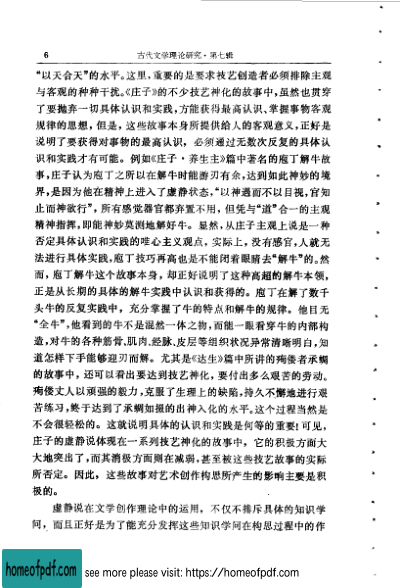 6 古代文学理论研究·第七辑
“以天合天”的水平。这里，重要的是要求技艺创造者必须排除主观
与客观的种种干扰。《庄子》的不少技艺神化的故事中，虽然也贯穿
了要抛弃一切具体认识和实践，方能获得最高认识、掌握事物客观
规律的思想，但是，这些故事本身所提供给人的客观意义，正好是
说明了要获得对事物的最高认识，必须通过无数次反复的具体认
识和实践才有可能。例如《庄子·养生主》篇中著名的庖丁解牛故
事，庄子认为庖丁之所以在解牛时能游刃有余，达到如此神妙的境
界，是因为他在精神上进入了虚静状态，“以神遇而不以目视，官知
止而神欲行”，所有感觉器官都弃置不用，但凭与“道”合一的主观
精神指挥，即能神妙莫测地解好牛。显然，从庄子主观上说是一种
否定具体认识和实践的唯心主义观点，实际上，没有感官，人就无
法进行具体实践，庖丁技巧再高也是不能闭着眼睛去“解牛”的。然
而，庖丁解牛这个故事本身，却正好说明了这种高超的解牛本领，
正是从长期的具体的解牛实践中认识和获得的。庖丁在解了数千
头牛的反复实践中，充分掌握了牛的特点和解牛的规律。他目无
“全牛”，他看到的牛不是混然一体之物，而能一眼看穿牛的内部构
造，对牛的各种筋骨、肌肉、经脉、皮层等组织状况异常清晰明白，知
道怎样下手能够迎刃而解。尤其是《达生》篇中所讲的痀偻者承蜩
的故事中，还可以看出要达到技艺神化，要付出多么艰苦的劳动。
痀偻丈人以顽强的毅力，克服了生理上的缺陷，持久不懈地进行艰
苦练习，终于达到了承蜩如掇的出神入化的水平。这个过程当然是
不会很轻松的。这就说明具体的认识和实践是何等的重要！可见，
庄子的虚静说体现在一系列技艺神化的故事中，它的积极方面大
大地突出了，而其消极方面则在减弱，甚至被这些技艺故事的实际
所否定。因此，这些故事对艺术创作构思所产生的影响主要是积
极的。
虚静说在文学创作理论中的运用，不仅不排斥具体的知识学
问，而且正好是为了能充分发挥这些知识学问在构思过程中的作
homeofpdf.com see more please visit: https://homeofpdf.com